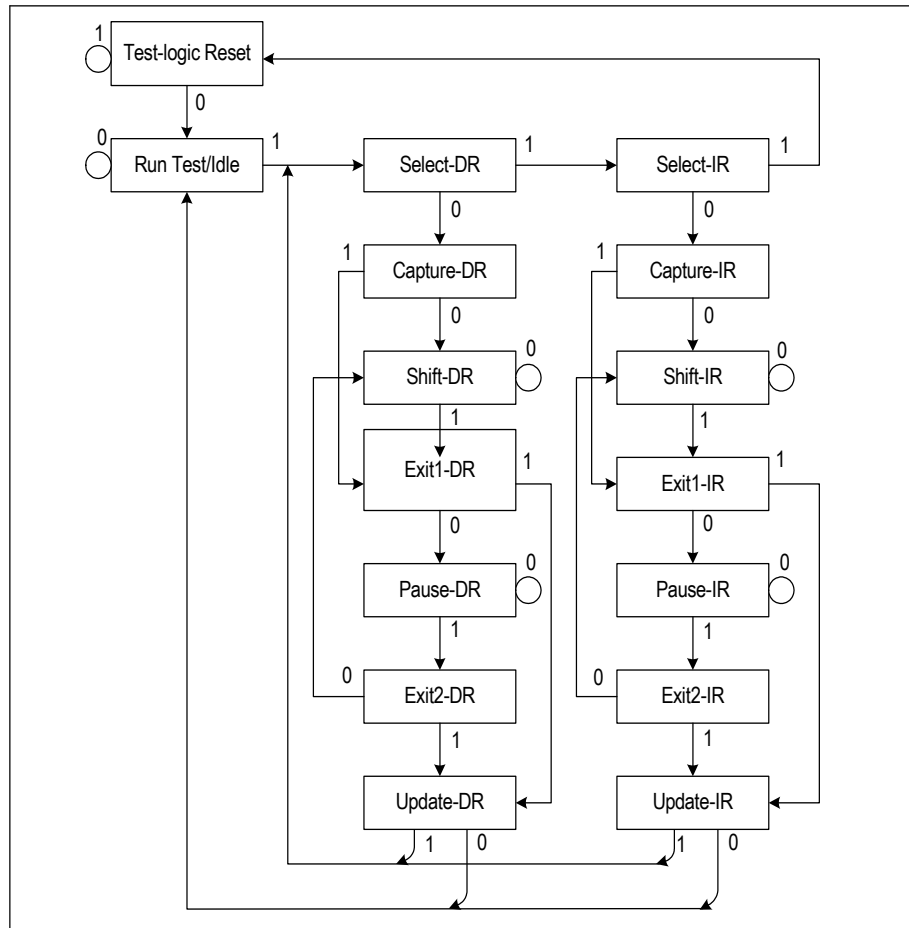 1
Test-logic Reset
0
0
Run Test/Idle
1
Select-DR
1
Select-IR
1
0
0
1
Capture-DR
1
Capture-IR
0
0
0
0
Shift-DR
Shift-IR
1
1
Exit1-DR
1
Exit1-IR
1
0
0
0
0
Pause-DR
Pause-IR
1
1
0
Exit2-DR
0
Exit2-IR
1
1
Update-DR
Update-IR
1
0
1
0